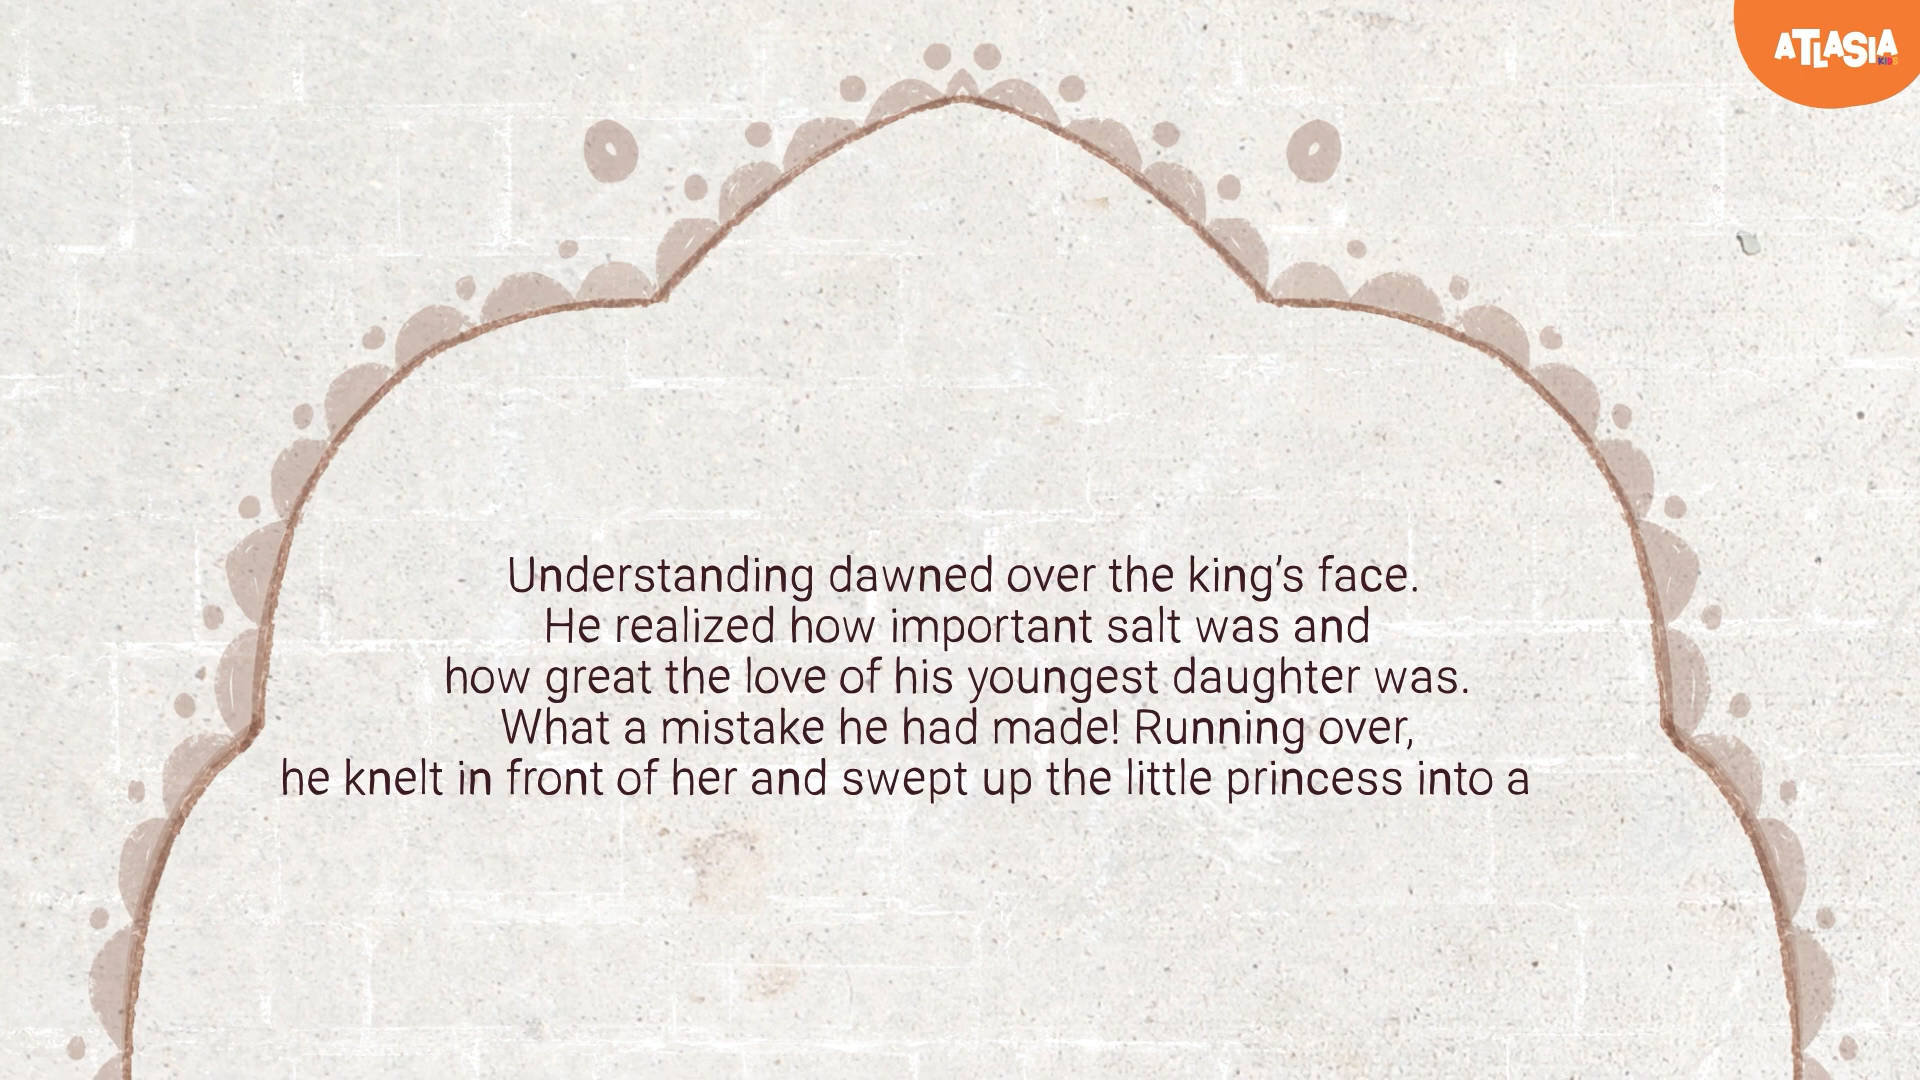 ATLASIA
KIDS
Understanding dawned over the king's face.
He realized how important salt was and
how great the love of his youngest daughter was.
What a mistake he had made! Running over,
he knelt in front of her and swept up the little princess into a